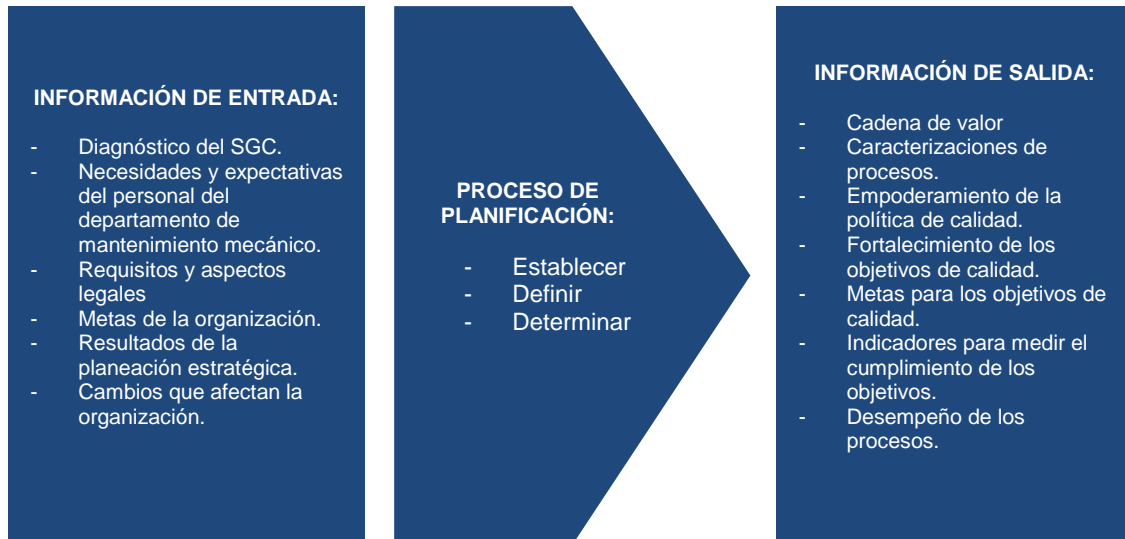 INFORMACIÓN DE ENTRADA:
- Diagnóstico del SGC.
- Necesidades y expectativas
del personal del
departamento de
mantenimiento mecánico.
- Requisitos y aspectos
legales
- Metas de la organización.
- Resultados de la
planeación estratégica.
- Cambios que afectan la
organización.
PROCESO DE
PLANIFICACIÓN:
- Establecer
- Definir
- Determinar
INFORMACIÓN DE SALIDA:
- Cadena de valor
- Caracterizaciones de
procesos.
- Empoderamiento de la
política de calidad.
- Fortalecimiento de los
objetivos de calidad.
- Metas para los objetivos de
calidad.
- Indicadores para medir el
cumplimiento de los
objetivos.
- Desempeño de los
procesos.